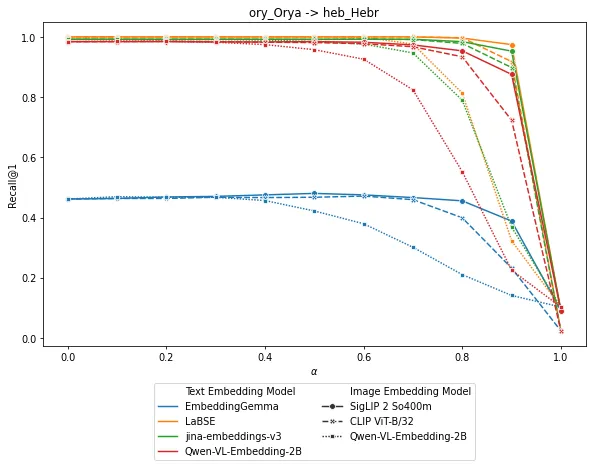 ory_Orya -> heb_Hebr
1.0
0.8
0.6
0.4
0.2
0.0
Recall@1
0.0 0.2 0.4 0.6 0.8 1.0
α
Text Embedding Model
EmbeddingGemma
LaBSE
jina-embeddings-v3
Qwen-VL-Embedding-2B
Image Embedding Model
SigLIP 2 So400m
CLIP ViT-B/32
Qwen-VL-Embedding-2B